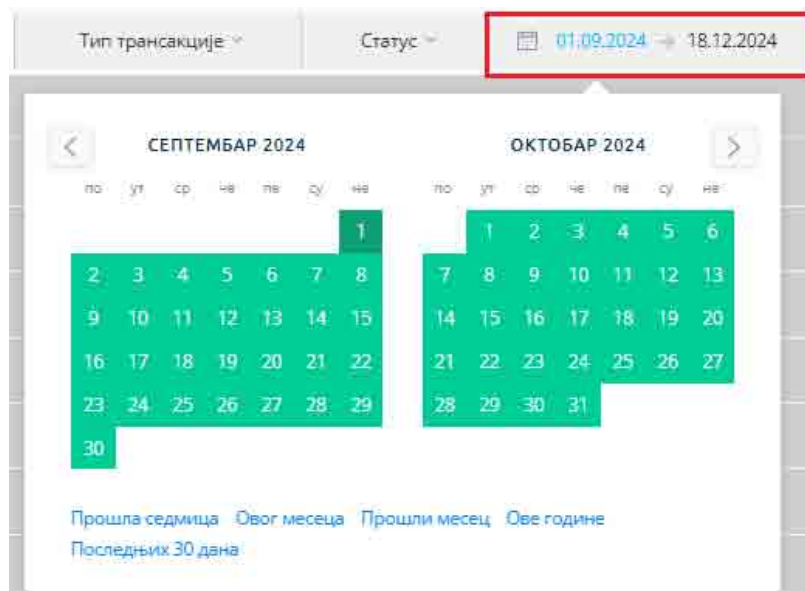 Тип трансакције Статус 01.09.2024 → 18.12.2024
СЕПТЕМБАР 2024 ОКТОБАР 2024
по ут ср че пе су не по ут ср че пе су не
1 1 2 3 4 5 6
2 3 4 5 6 7 8 7 8 9 10 11 12 13
9 10 11 12 13 14 15 14 15 16 17 18 19 20
16 17 18 19 20 21 22 21 22 23 24 25 26 27
23 24 25 26 27 28 29 28 29 30 31
30
Прошла седмица Овог месеца Прошли месец Ове године
Последњих 30 дана